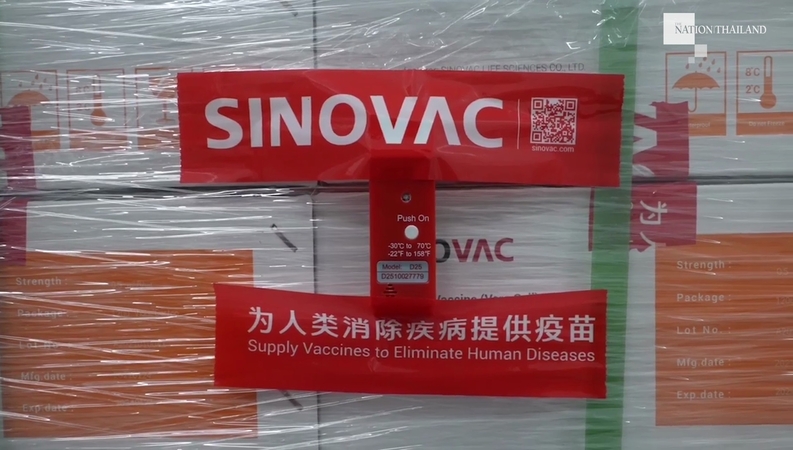 NATION THAILAND
SINOVAC LIFE SCIENCES CO., LTD.
SINOVAC
sinovac.com
8℃
2℃
Push On
-30℃ to 70℃
-22℉ to 158℉
Model: D25
D2510027779
OVAC
为人
Vaccine
为人类消除疾病提供疫苗
Supply Vaccines to Eliminate Human Diseases
Strength :
Package :
Lot No. :
Mfg.date :
Exp.date :
Strength :
Package :
Lot No. :
Mfg.date :
Exp.date :